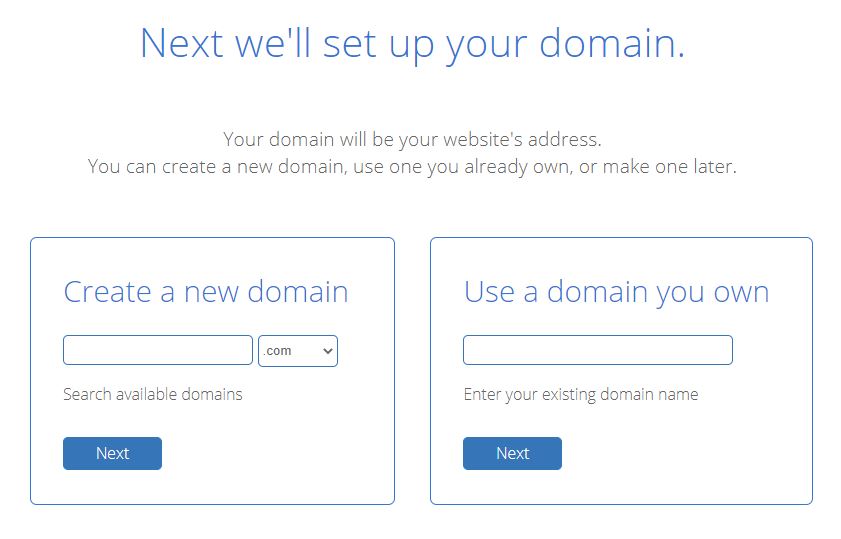 Next we'll set up your domain.
Your domain will be your website's address.
You can create a new domain, use one you already own, or make one later.
Create a new domain
.com
Search available domains
Next
Use a domain you own
Enter your existing domain name
Next